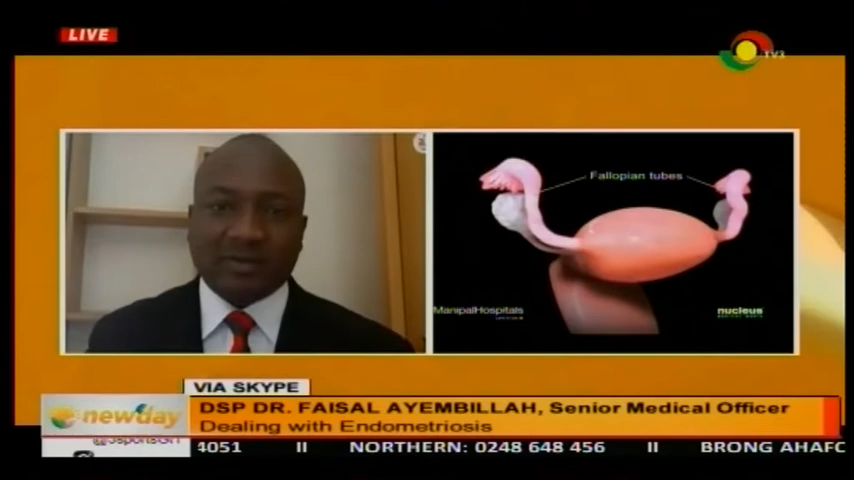 LIVE
TV3
Fallopian tubes
ManipalHospitals
nucleus
VIA SKYPE
newday
DSP DR. FAISAL AYEMBILLAH, Senior Medical Officer
Dealing with Endometriosis
4051 II NORTHERN: 0248 648 456 II BRONG AHAFC